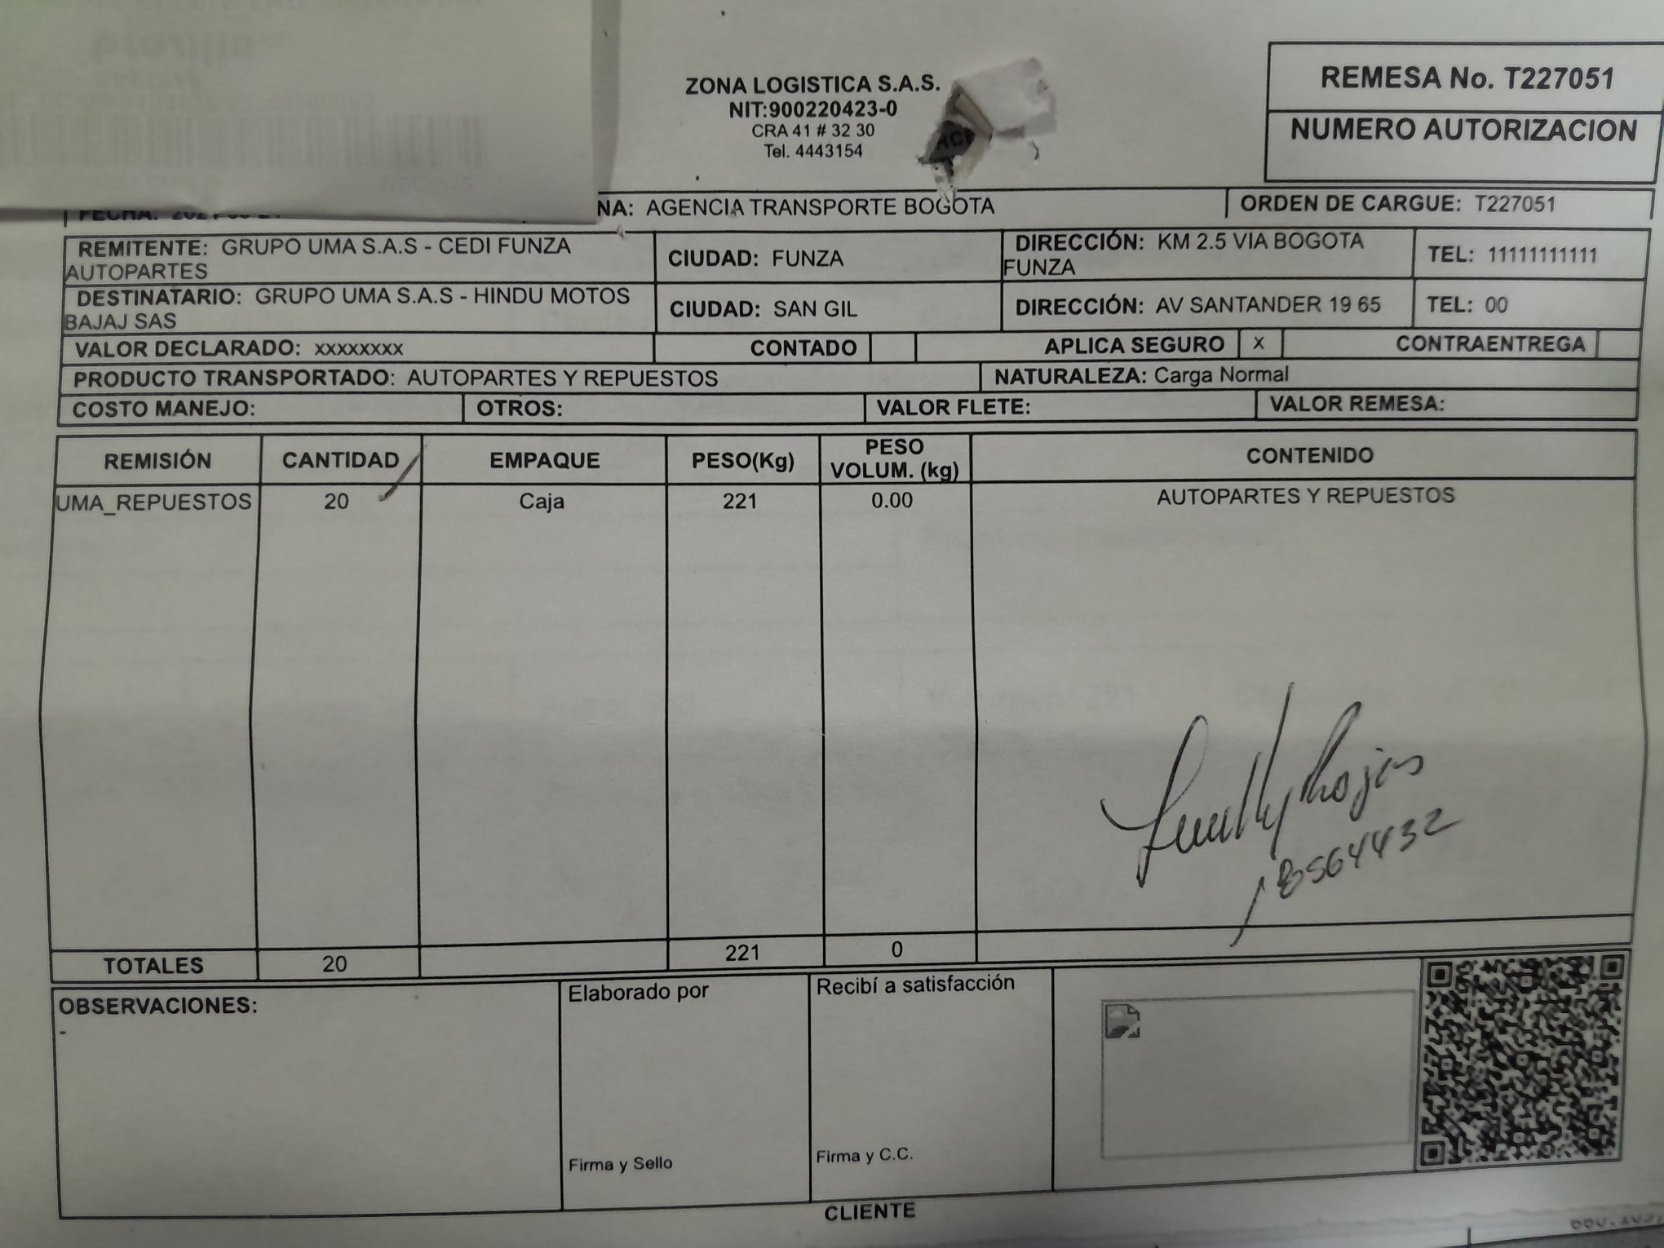 ZONA LOGISTICA S.A.S.
NIT:900220423-0
CRA 41 # 32 30
Tel. 4443154
REMESA No. T227051
NUMERO AUTORIZACION
FECHA: NA: AGENCIA TRANSPORTE BOGOTA ORDEN DE CARGUE: T227051
REMITENTE: GRUPO UMA S.A.S - CEDI FUNZA AUTOPARTES CIUDAD: FUNZA DIRECCIÓN: KM 2.5 VIA BOGOTA FUNZA TEL: 11111111111
DESTINATARIO: GRUPO UMA S.A.S - HINDU MOTOS BAJAJ SAS CIUDAD: SAN GIL DIRECCIÓN: AV SANTANDER 19 65 TEL: 00
VALOR DECLARADO: xxxxxxxx CONTADO APLICA SEGURO X CONTRAENTREGA
PRODUCTO TRANSPORTADO: AUTOPARTES Y REPUESTOS NATURALEZA: Carga Normal
COSTO MANEJO: OTROS: VALOR FLETE: VALOR REMESA:
REMISIÓN CANTIDAD EMPAQUE PESO(Kg) PESO VOLUM. (kg) CONTENIDO
UMA_REPUESTOS 20 Caja 221 0.00 AUTOPARTES Y REPUESTOS
Rojas
TOTALES 20 221 0
OBSERVACIONES: Elaborado por Recibí a satisfacción
-
Firma y Sello Firma y C.C.
CLIENTE